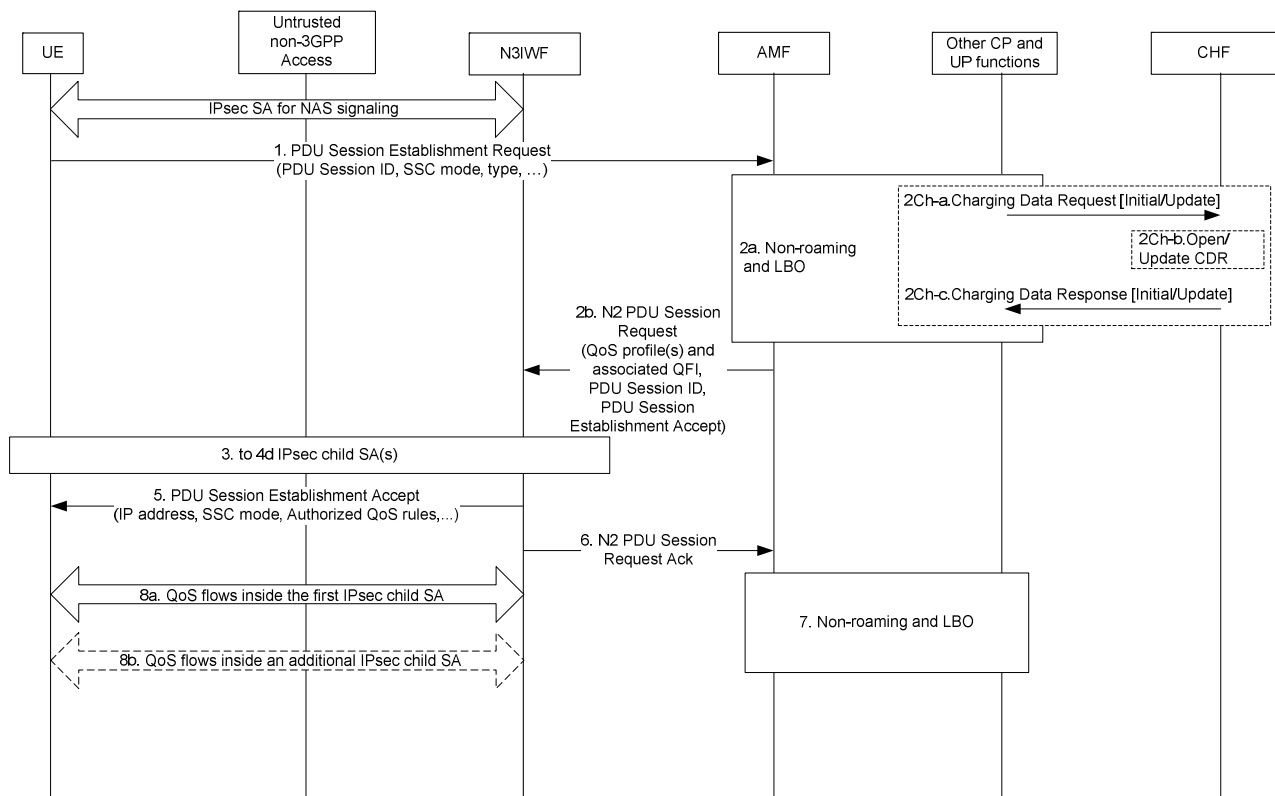 UE
Untrusted
non-3GPP
Access
N3IWF
AMF
Other CP and
UP functions
CHF
IPsec SA for NAS signaling
1. PDU Session Establishment Request
(PDU Session ID, SSC mode, type, …)
2Ch-a.Charging Data Request [Initial/Update]
2Ch-b.Open/
Update CDR
2a. Non-roaming
and LBO
2Ch-c.Charging Data Response [Initial/Update]
2b. N2 PDU Session
Request
(QoS profile(s) and
associated QFI,
PDU Session ID,
PDU Session
Establishment Accept)
3. to 4d IPsec child SA(s)
5. PDU Session Establishment Accept
(IP address, SSC mode, Authorized QoS rules,...)
6. N2 PDU Session
Request Ack
8a. QoS flows inside the first IPsec child SA
7. Non-roaming and LBO
8b. QoS flows inside an additional IPsec child SA